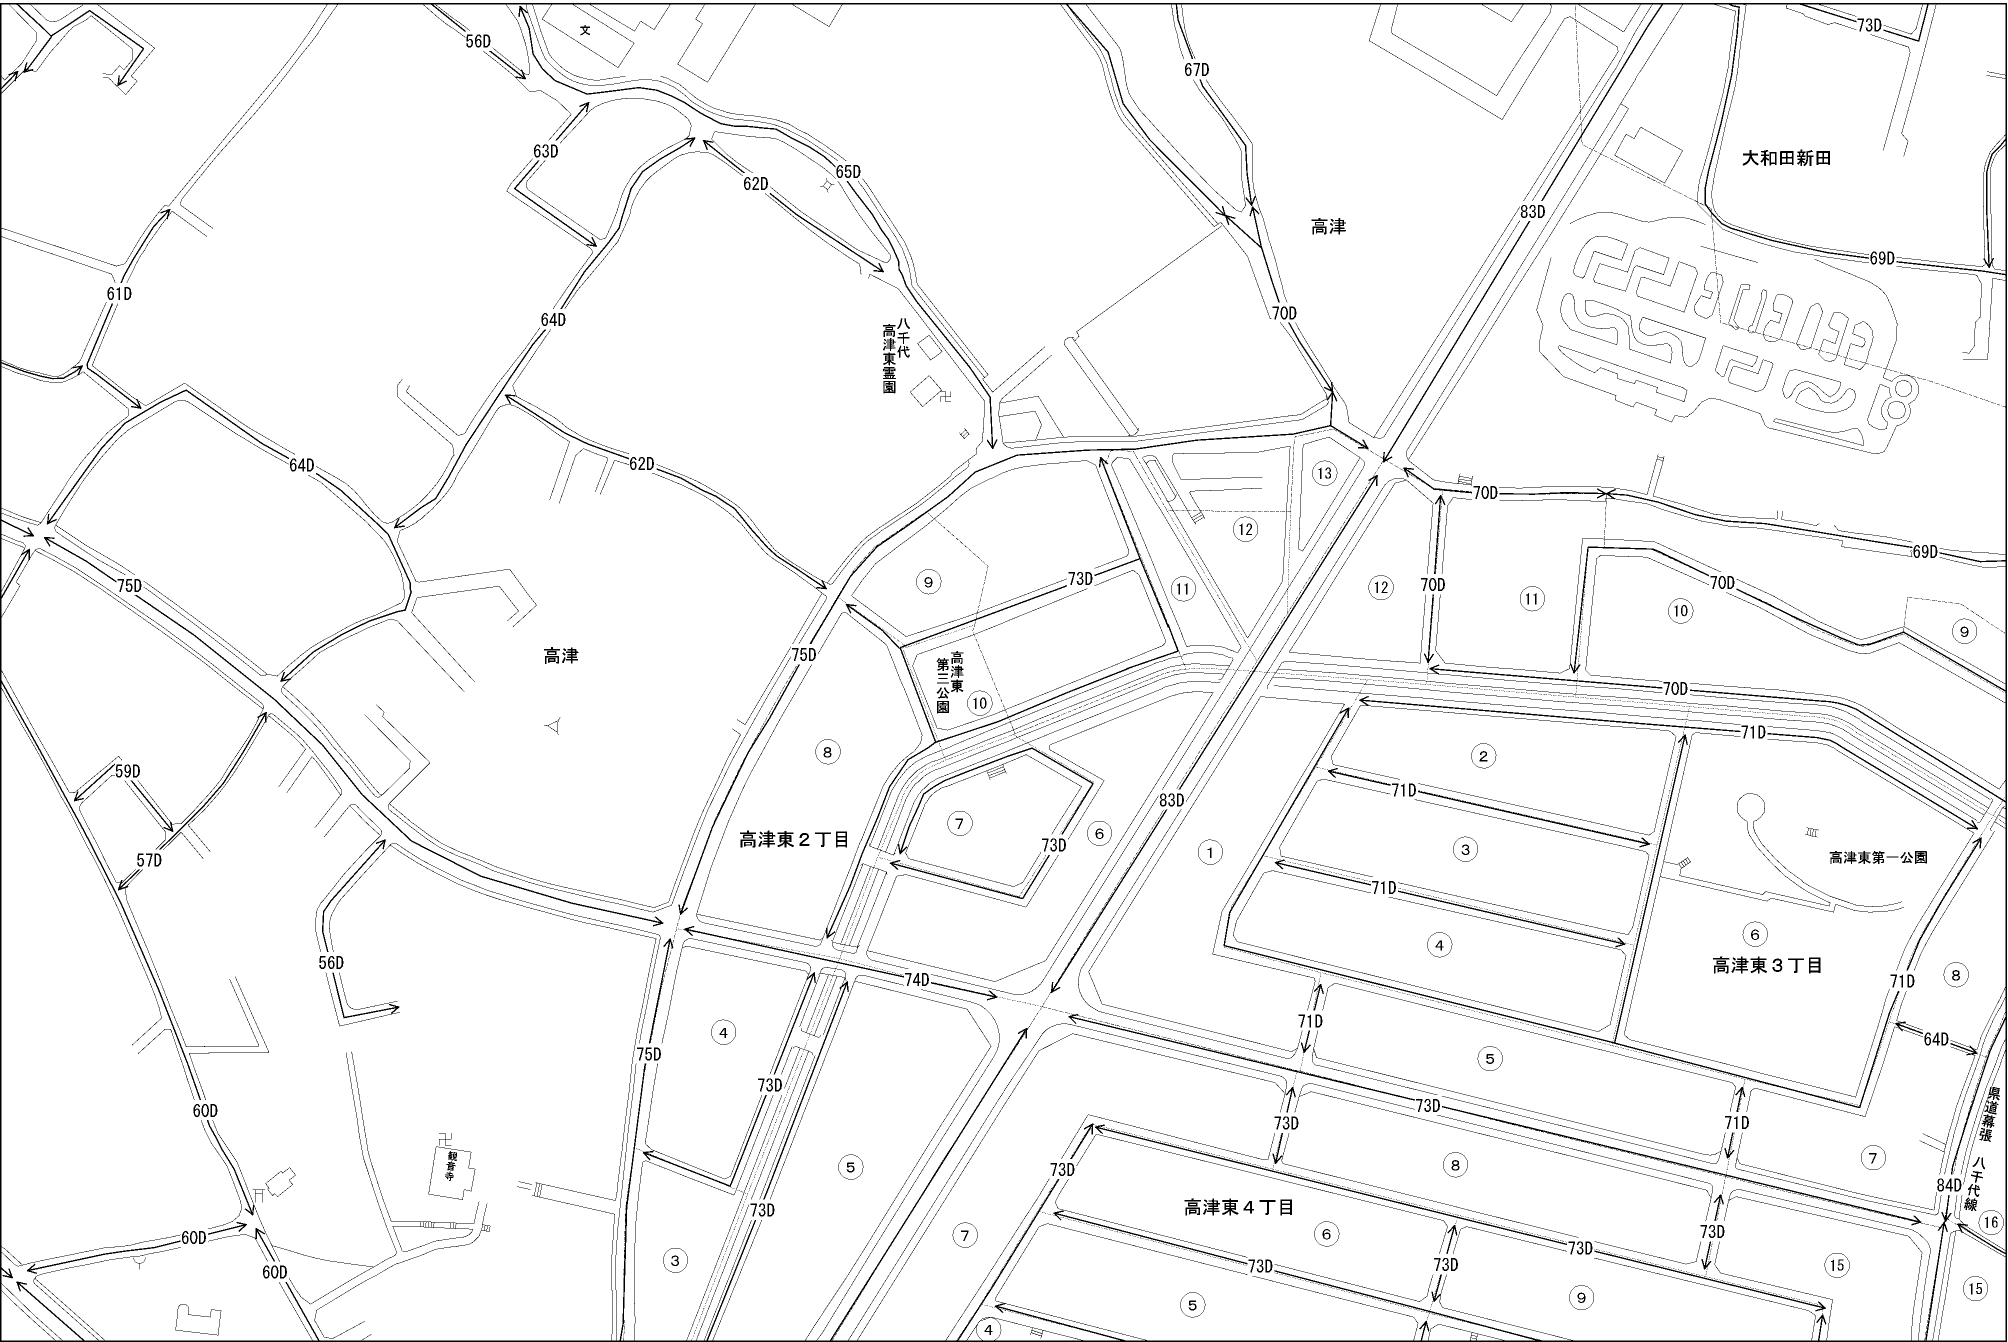 文
56D
67D
73D
63D
62D
65D
大和田新田
高津
83D
69D
61D
64D
70D
八千代
高津東霊園
64D
62D
13
70D
12
69D
75D
9
73D
11
70D
12
11
70D
10
9
高津
75D
高津東
第三公園
10
70D
8
71D
2
59D
71D
83D
高津東2丁目
7
6
73D
1
3
高津東第一公園
57D
71D
4
6
56D
74D
高津東3丁目
8
71D
4
71D
75D
5
64D
73D
73D
県道幕張 八千代線
60D
73D
71D
観音寺
5
73D
8
7
73D
高津東4丁目
84D
16
60D
7
6
73D
73D
3
60D
73D
73D
15
15
5
9
4